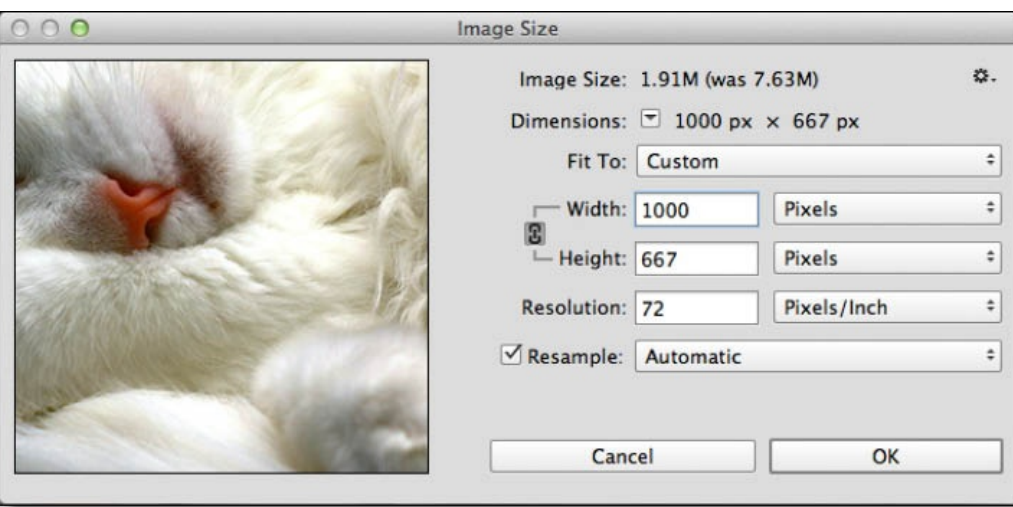 Image Size
Image Size: 1.91M (was 7.63M)
Dimensions: 1000 px × 667 px
Fit To: Custom
Width: 1000 Pixels
Height: 667 Pixels
Resolution: 72 Pixels/Inch
Resample: Automatic
Cancel OK